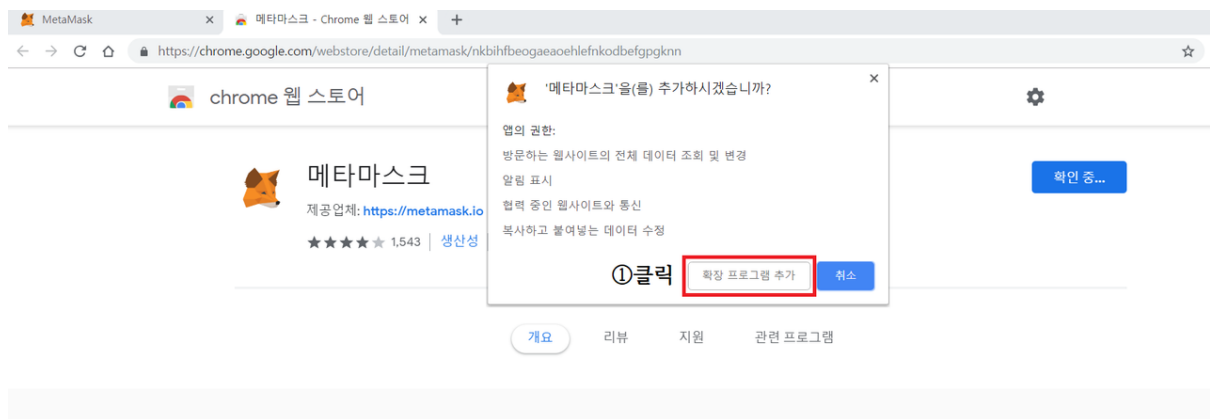 MetaMask
메타마스크 - Chrome 웹 스토어
https://chrome.google.com/webstore/detail/metamask/nkbihfbeogaeaoehlefnkodbefgpgknn
chrome 웹 스토어
'메타마스크'을(를) 추가하시겠습니까?
앱의 권한:
방문하는 웹사이트의 전체 데이터 조회 및 변경
알림 표시
협력 중인 웹사이트와 통신
복사하고 붙여넣는 데이터 수정
①클릭
확장 프로그램 추가
취소
메타마스크
확인 중...
제공업체: https://metamask.io
1,543
생산성
개요
리뷰
지원
관련 프로그램